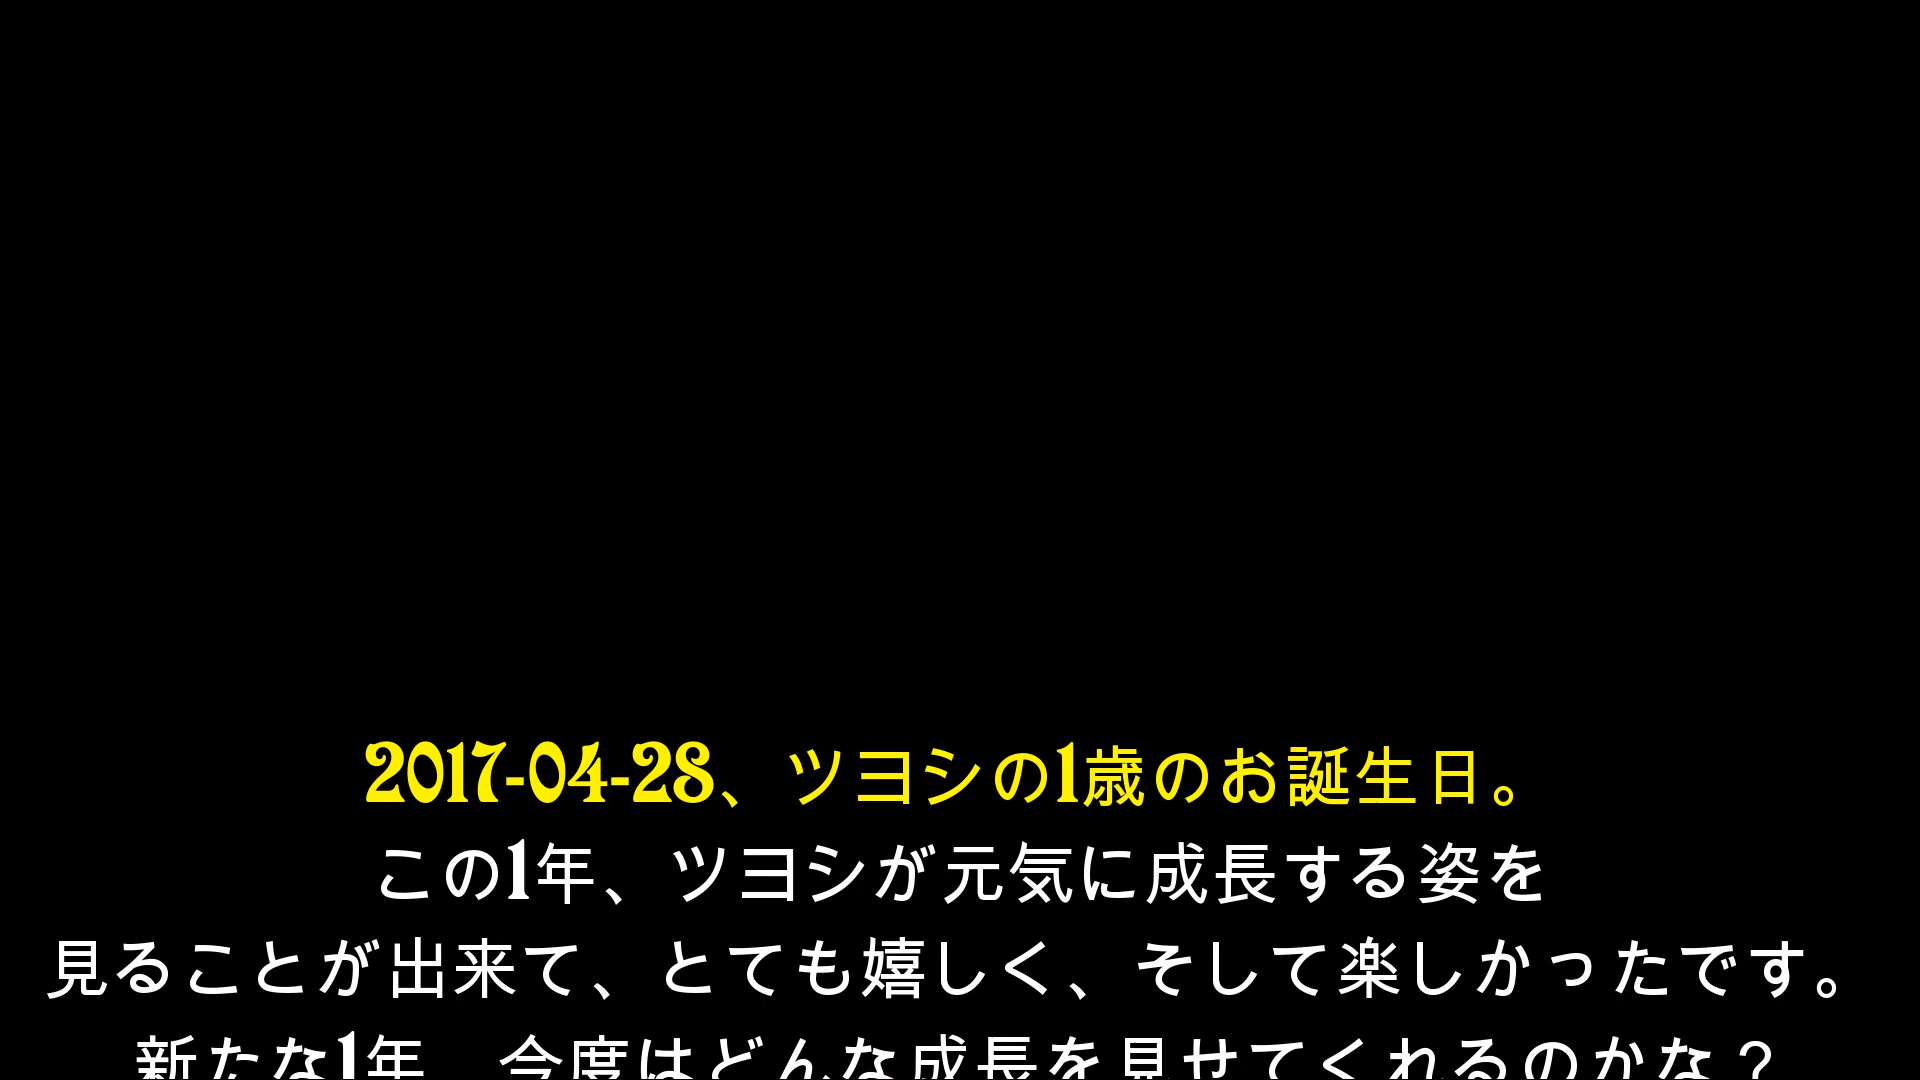 2017-04-28、ツヨシの1歳のお誕生日。
この1年、ツヨシが元気に成長する姿を
見ることが出来て、とても嬉しく、そして楽しかったです。
新たな1年 今度はどんな成長を見せてくれるのかな？